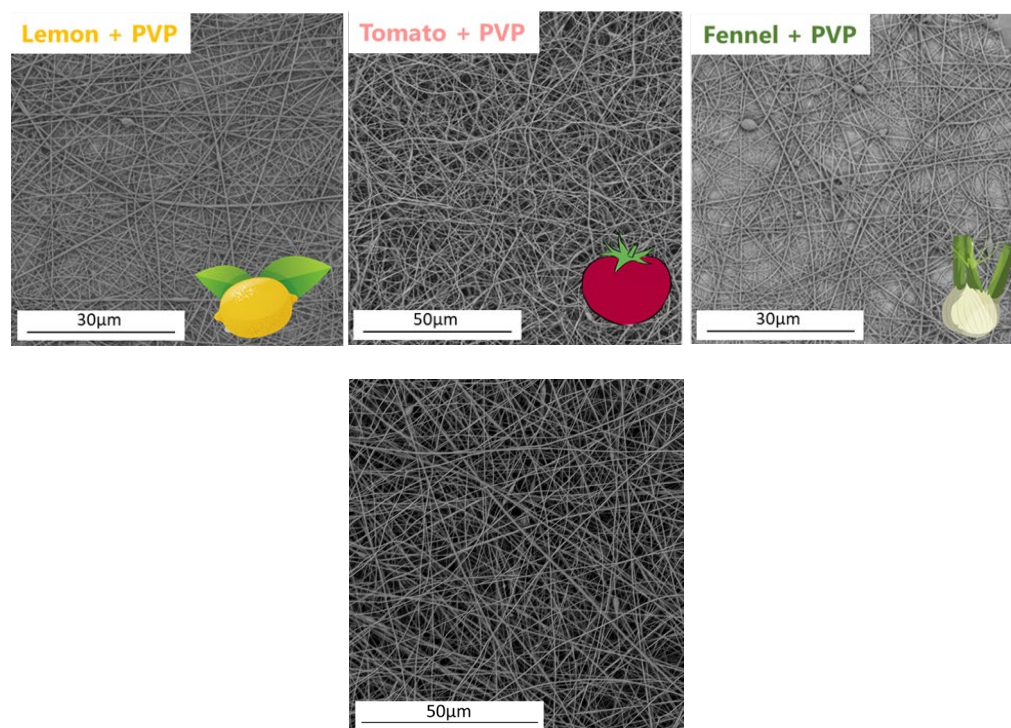 Lemon + PVP
Tomato + PVP
Fennel + PVP
30µm
50µm
30µm
50µm